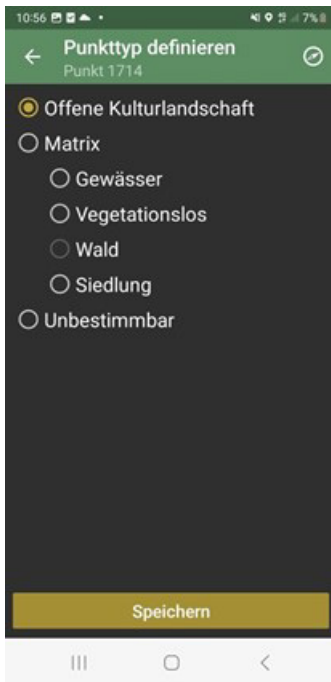 10:56
7%
Punkttyp definieren
Punkt 1714
Offene Kulturlandschaft
Matrix
Gewässer
Vegetationslos
Wald
Siedlung
Unbestimmbar
Speichern